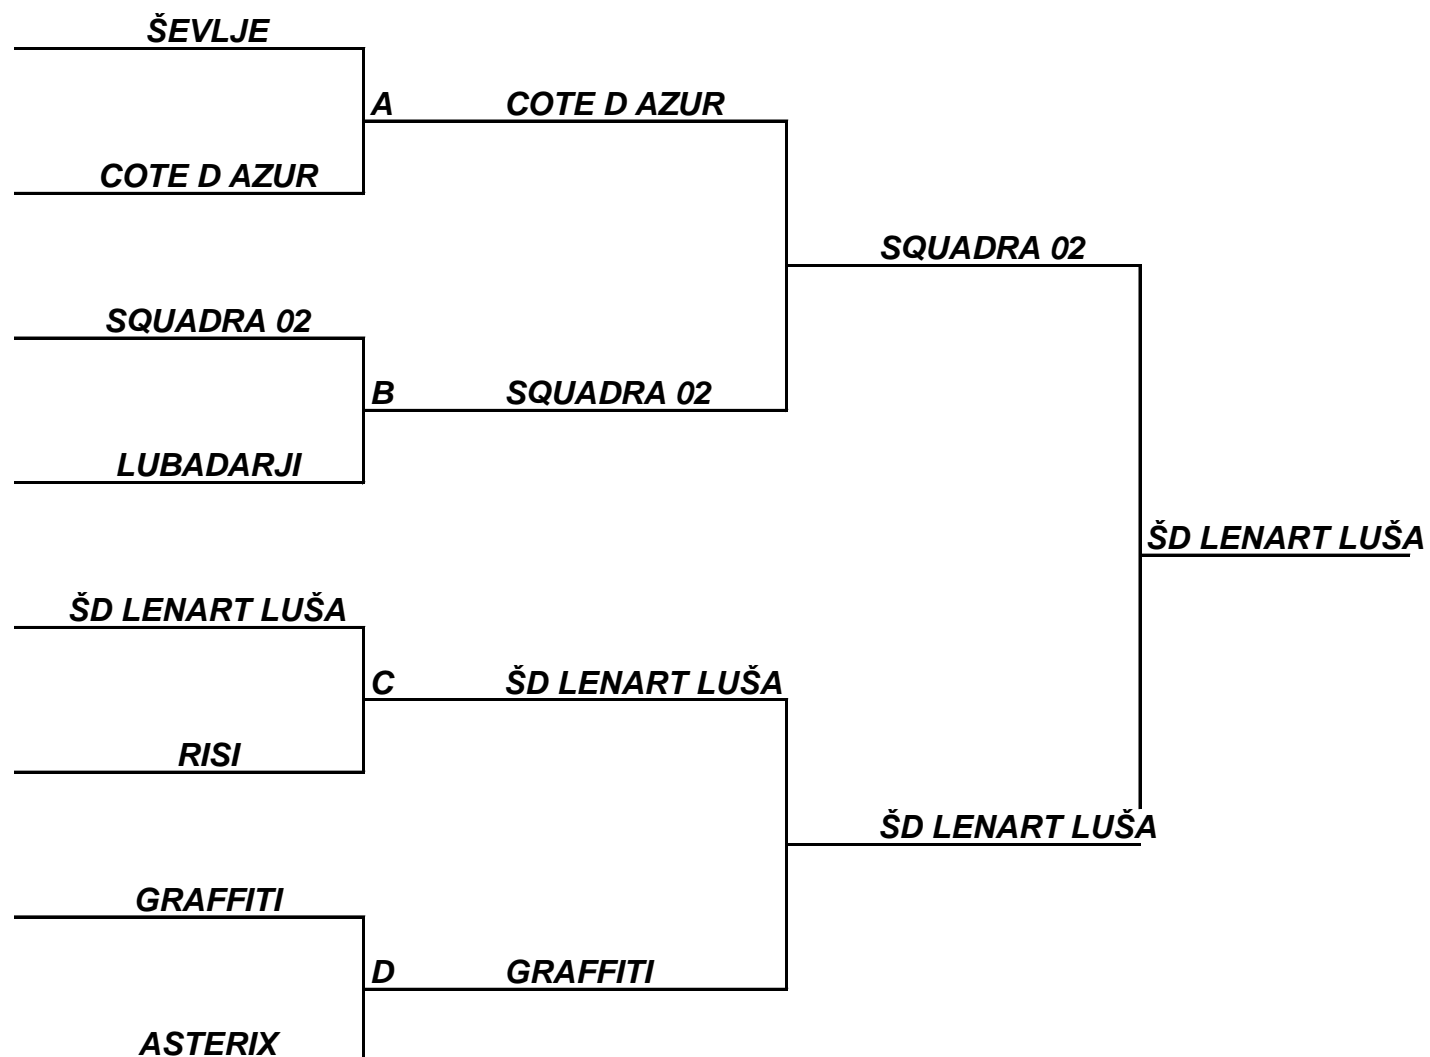 ŠEVLJE
A COTE D AZUR
COTE D AZUR
SQUADRA 02
SQUADRA 02
B SQUADRA 02
LUBADARJI
ŠD LENART LUŠA
ŠD LENART LUŠA
C ŠD LENART LUŠA
RISI
ŠD LENART LUŠA
GRAFFITI
D GRAFFITI
ASTERIX